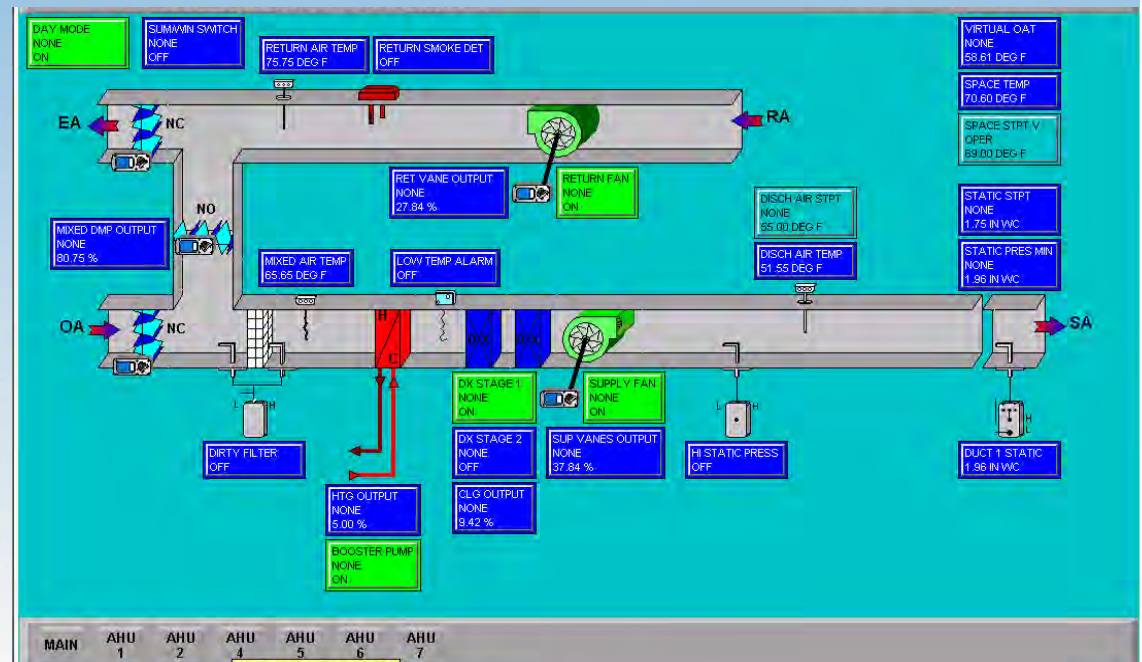 DAY MODE
NONE
ON
SUM/WIN SWITCH
NONE
OFF
RETURN AIR TEMP
75.75 DEG F
RETURN SMOKE DET
OFF
VIRTUAL OAT
NONE
58.61 DEG F
SPACE TEMP
70.60 DEG F
SPACE STPT V
OPER
69.00 DEG F
EA
NC
RA
RET VANE OUTPUT
NONE
27.84 %
RETURN FAN
NONE
ON
DISCH AIR STPT
NONE
55.00 DEG F
STATIC STPT
NONE
1.75 IN WC
NO
MIXED DMP OUTPUT
NONE
80.75 %
MIXED AIR TEMP
65.65 DEG F
LOW TEMP ALARM
OFF
DISCH AIR TEMP
51.55 DEG F
STATIC PRES MIN
NONE
1.96 IN WC
OA
NC
H
C
DXC
DXC
SA
L
H
L
H
H
L
DX STAGE 1
NONE
ON
SUPPLY FAN
NONE
ON
DIRTY FILTER
OFF
DX STAGE 2
NONE
OFF
SUP VANES OUTPUT
NONE
37.84 %
HI STATIC PRESS
OFF
DUCT 1 STATIC
1.96 IN WC
HTG OUTPUT
NONE
5.00 %
CLG OUTPUT
NONE
9.42 %
BOOSTER PUMP
NONE
ON
MAIN
AHU
1
AHU
2
AHU
4
AHU
5
AHU
6
AHU
7